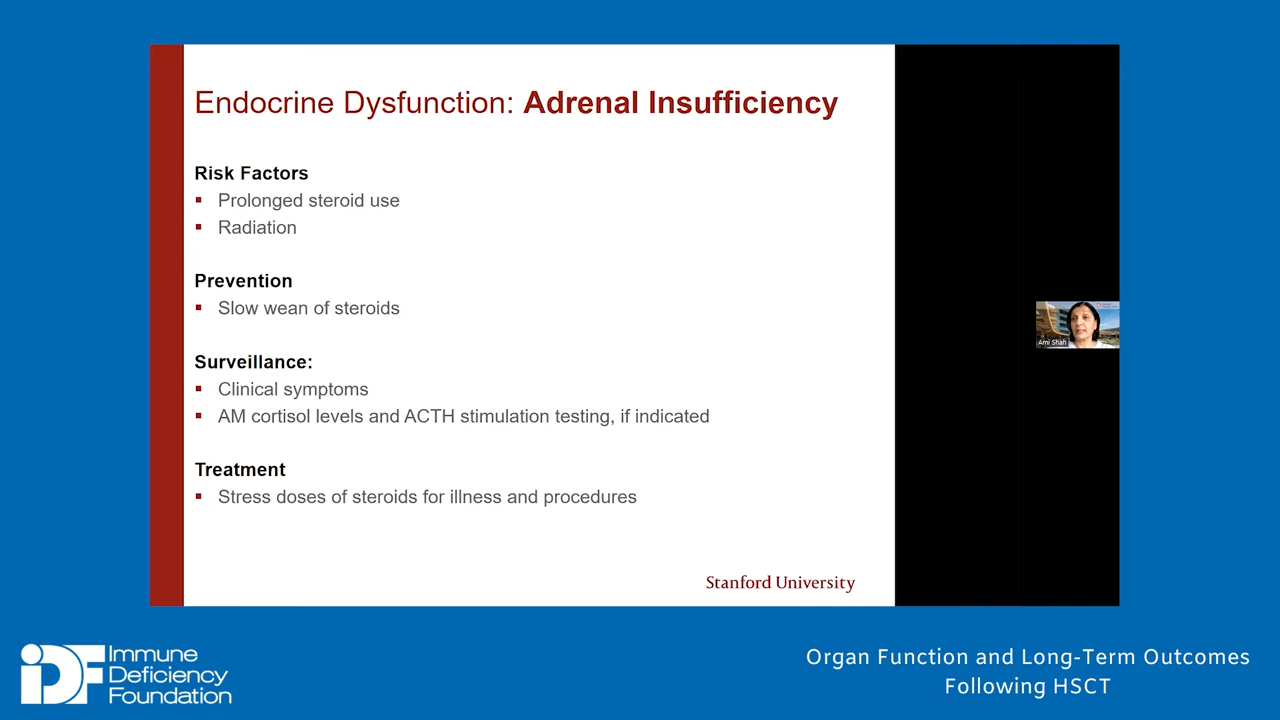 Endocrine Dysfunction: Adrenal Insufficiency
Risk Factors
Prolonged steroid use
Radiation
Prevention
Slow wean of steroids
Surveillance:
Clinical symptoms
AM cortisol levels and ACTH stimulation testing, if indicated
Treatment
Stress doses of steroids for illness and procedures
Stanford University
Ami Shah
IDF
Immune
Deficiency
Foundation
Organ Function and Long-Term Outcomes
Following HSCT